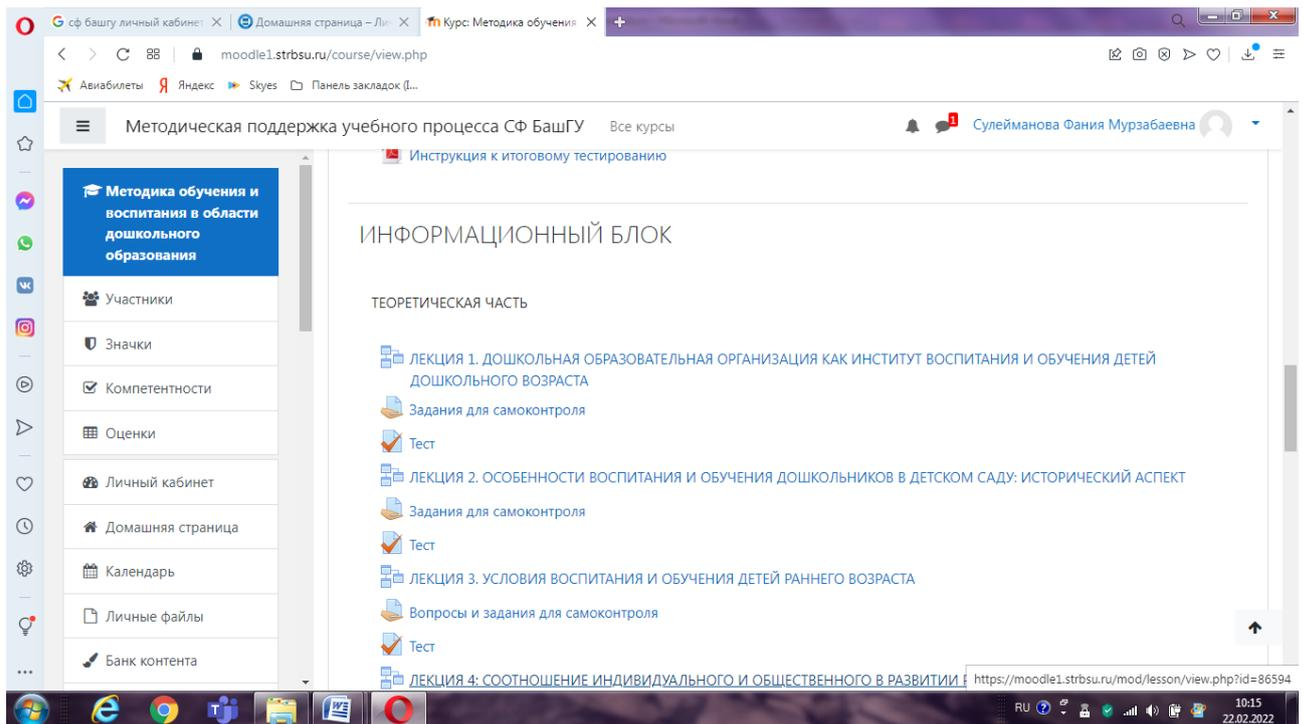 сф башгу личный кабинет
Домашняя страница – Ли
Курс: Методика обучения
moodle1.strbsu.ru/course/view.php
Авиабилеты Яндекс Skyes Панель закладок (I...
Методическая поддержка учебного процесса СФ БашГУ Все курсы
1
Сулейманова Фания Мурзабаевна
Методика обучения и
воспитания в области
дошкольного
образования
Участники
Значки
Компетентности
Оценки
Личный кабинет
Домашняя страница
Календарь
Личные файлы
Банк контента
Инструкция к итоговому тестированию
ИНФОРМАЦИОННЫЙ БЛОК
ТЕОРЕТИЧЕСКАЯ ЧАСТЬ
ЛЕКЦИЯ 1. ДОШКОЛЬНАЯ ОБРАЗОВАТЕЛЬНАЯ ОРГАНИЗАЦИЯ КАК ИНСТИТУТ ВОСПИТАНИЯ И ОБУЧЕНИЯ ДЕТЕЙ
ДОШКОЛЬНОГО ВОЗРАСТА
Задания для самоконтроля
Тест
ЛЕКЦИЯ 2. ОСОБЕННОСТИ ВОСПИТАНИЯ И ОБУЧЕНИЯ ДОШКОЛЬНИКОВ В ДЕТСКОМ САДУ: ИСТОРИЧЕСКИЙ АСПЕКТ
Задания для самоконтроля
Тест
ЛЕКЦИЯ 3. УСЛОВИЯ ВОСПИТАНИЯ И ОБУЧЕНИЯ ДЕТЕЙ РАННЕГО ВОЗРАСТА
Вопросы и задания для самоконтроля
Тест
ЛЕКЦИЯ 4: СООТНОШЕНИЕ ИНДИВИДУАЛЬНОГО И ОБЩЕСТВЕННОГО В РАЗВИТИИ
https://moodle1.strbsu.ru/mod/lesson/view.php?id=86594
RU
10:15
22.02.2022